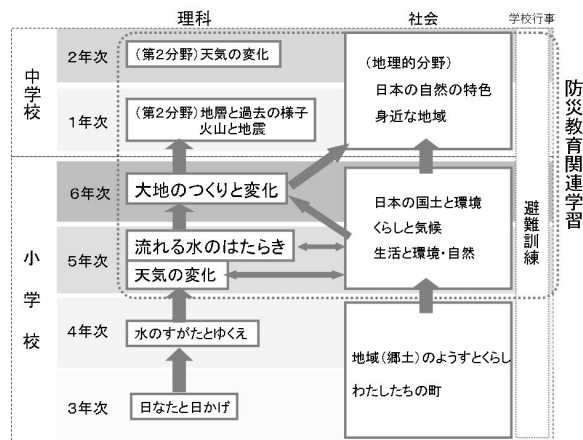 理科
社会
学校行事
中学校
2年次
(第2分野)天気の変化
(地理的分野)
日本の自然の特色
身近な地域
1年次
(第2分野)地層と過去の様子
火山と地震
防災教育関連学習
小学校
6年次
大地のつくりと変化
日本の国土と環境
くらしと気候
生活と環境・自然
避難訓練
5年次
流れる水のはたらき
天気の変化
4年次
水のすがたとゆくえ
地域(郷土)のようすとくらし
わたしたちの町
3年次
日なたと日かげ